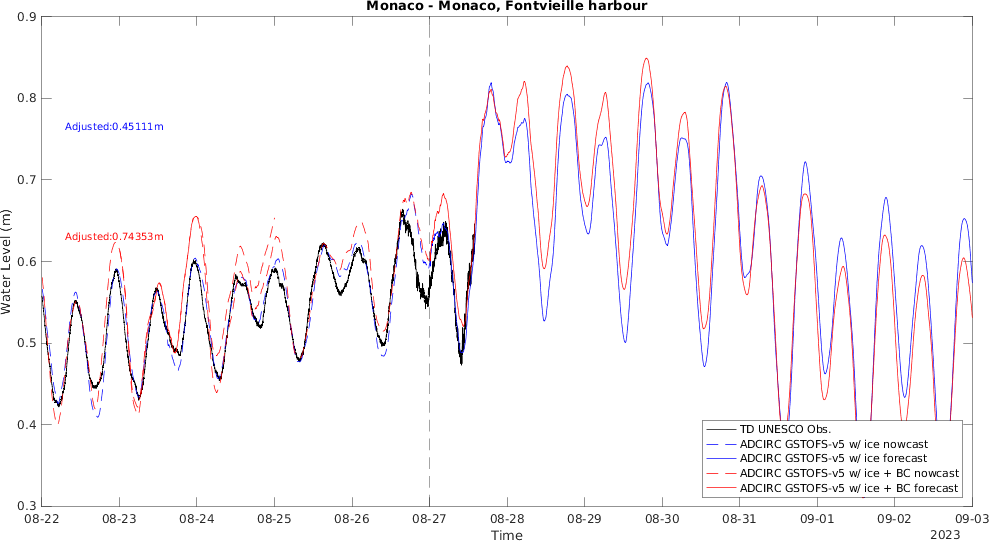 Monaco - Monaco, Fontvieille harbour
Water Level (m)
0.9
0.8
0.7
0.6
0.5
0.4
0.3
Adjusted:0.45111m
Adjusted:0.74353m
TD UNESCO Obs.
ADCIRC GSTOFS-v5 w/ ice nowcast
ADCIRC GSTOFS-v5 w/ ice forecast
ADCIRC GSTOFS-v5 w/ ice + BC nowcast
ADCIRC GSTOFS-v5 w/ ice + BC forecast
08-22 08-23 08-24 08-25 08-26 08-27 08-28 08-29 08-30 08-31 09-01 09-02 09-03
Time
2023